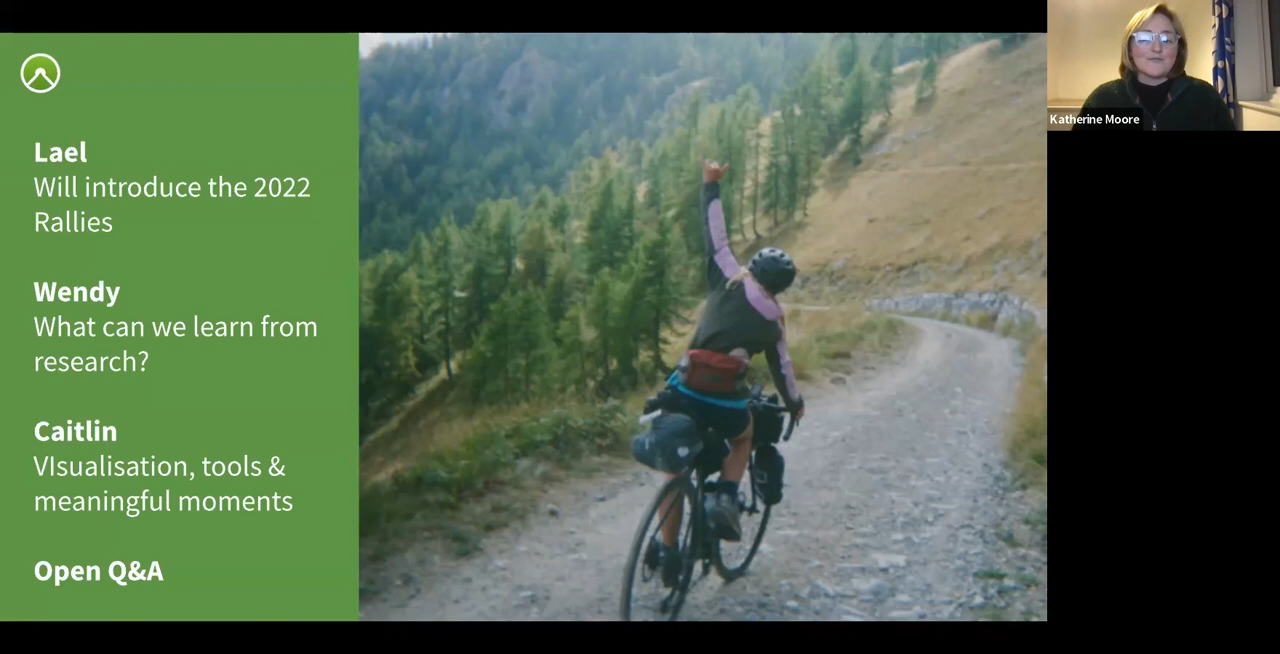 Lael
Will introduce the 2022
Rallies
Wendy
What can we learn from
research?
Caitlin
VIsualisation, tools &
meaningful moments
Open Q&A
Katherine Moore